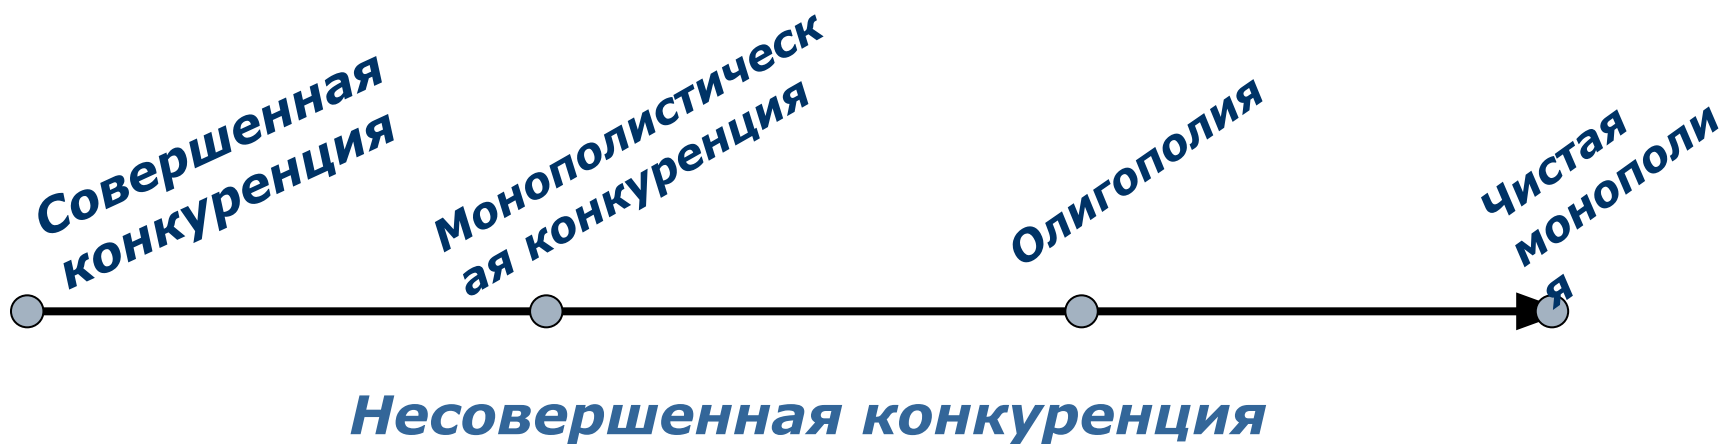 Совершенная
конкуренция
Монополистическ
ая конкуренция
Олигополия
Чистая
монополи
я
Несовершенная конкуренция